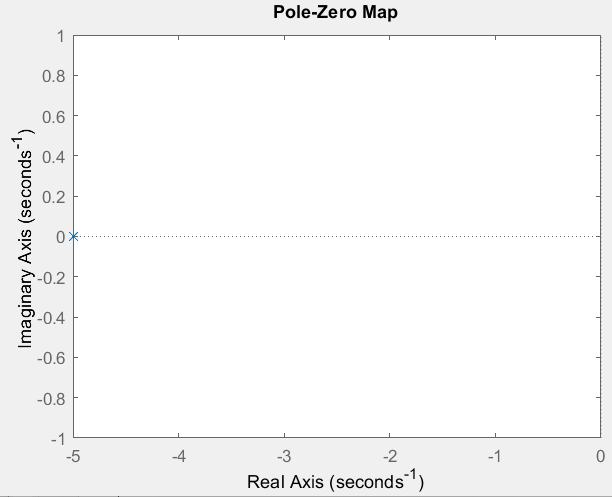 Pole-Zero Map
1
0.8
0.6
0.4
0.2
0
-0.2
-0.4
-0.6
-0.8
-1
Imaginary Axis (seconds⁻¹)
-5 -4 -3 -2 -1 0
Real Axis (seconds⁻¹)